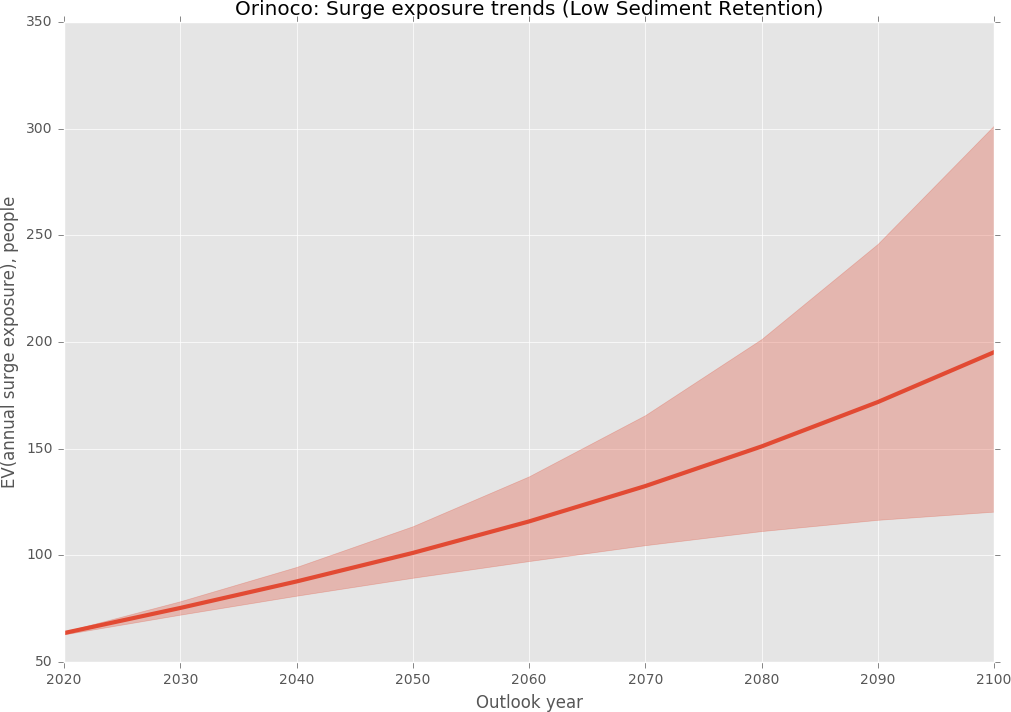 Orinoco: Surge exposure trends (Low Sediment Retention)
350
300
250
200
150
100
50
EV(annual surge exposure), people
2020 2030 2040 2050 2060 2070 2080 2090 2100
Outlook year